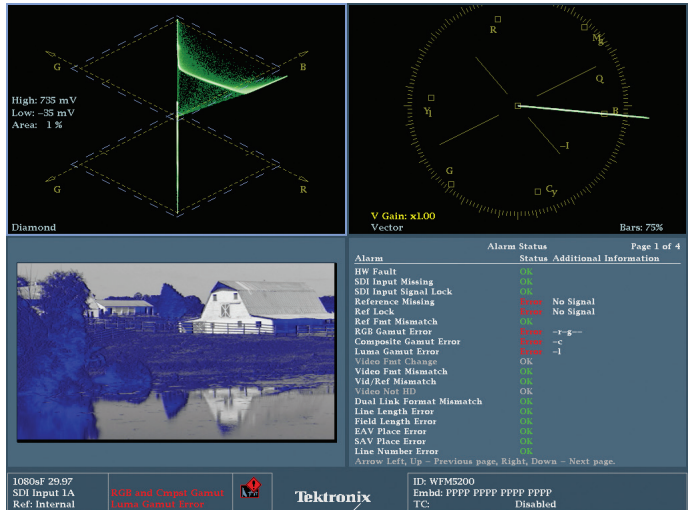 G
B
High: 735 mV
Low: -35 mV
Area: 1 %
G
R
Diamond
R
Mg
Q
Yl
B
-I
G
Cy
V Gain: x1.00
Vector
Bars: 75%
Alarm Status
Page 1 of 4
Alarm Status Additional Information
HW Fault OK
SDI Input Missing OK
SDI Input Signal Lock OK
Reference Missing Error No Signal
Ref Lock Error No Signal
Ref Fmt Mismatch OK
RGB Gamut Error Error -r-g--
Composite Gamut Error Error -c
Luma Gamut Error Error -l
Video Fmt Change OK
Video Fmt Mismatch OK
Vid/Ref Mismatch OK
Video Not HD OK
Dual Link Format Mismatch OK
Line Length Error OK
Field Length Error OK
EAV Place Error OK
SAV Place Error OK
Line Number Error OK
Arrow Left, Up - Previous page, Right, Down - Next page.
1080sF 29.97
SDI Input 1A
Ref: Internal
RGB and Cmpst Gamut
Luma Gamut Error
Tektronix
ID: WFM5200
Embd: PPPP PPPP PPPP PPPP
TC: Disabled